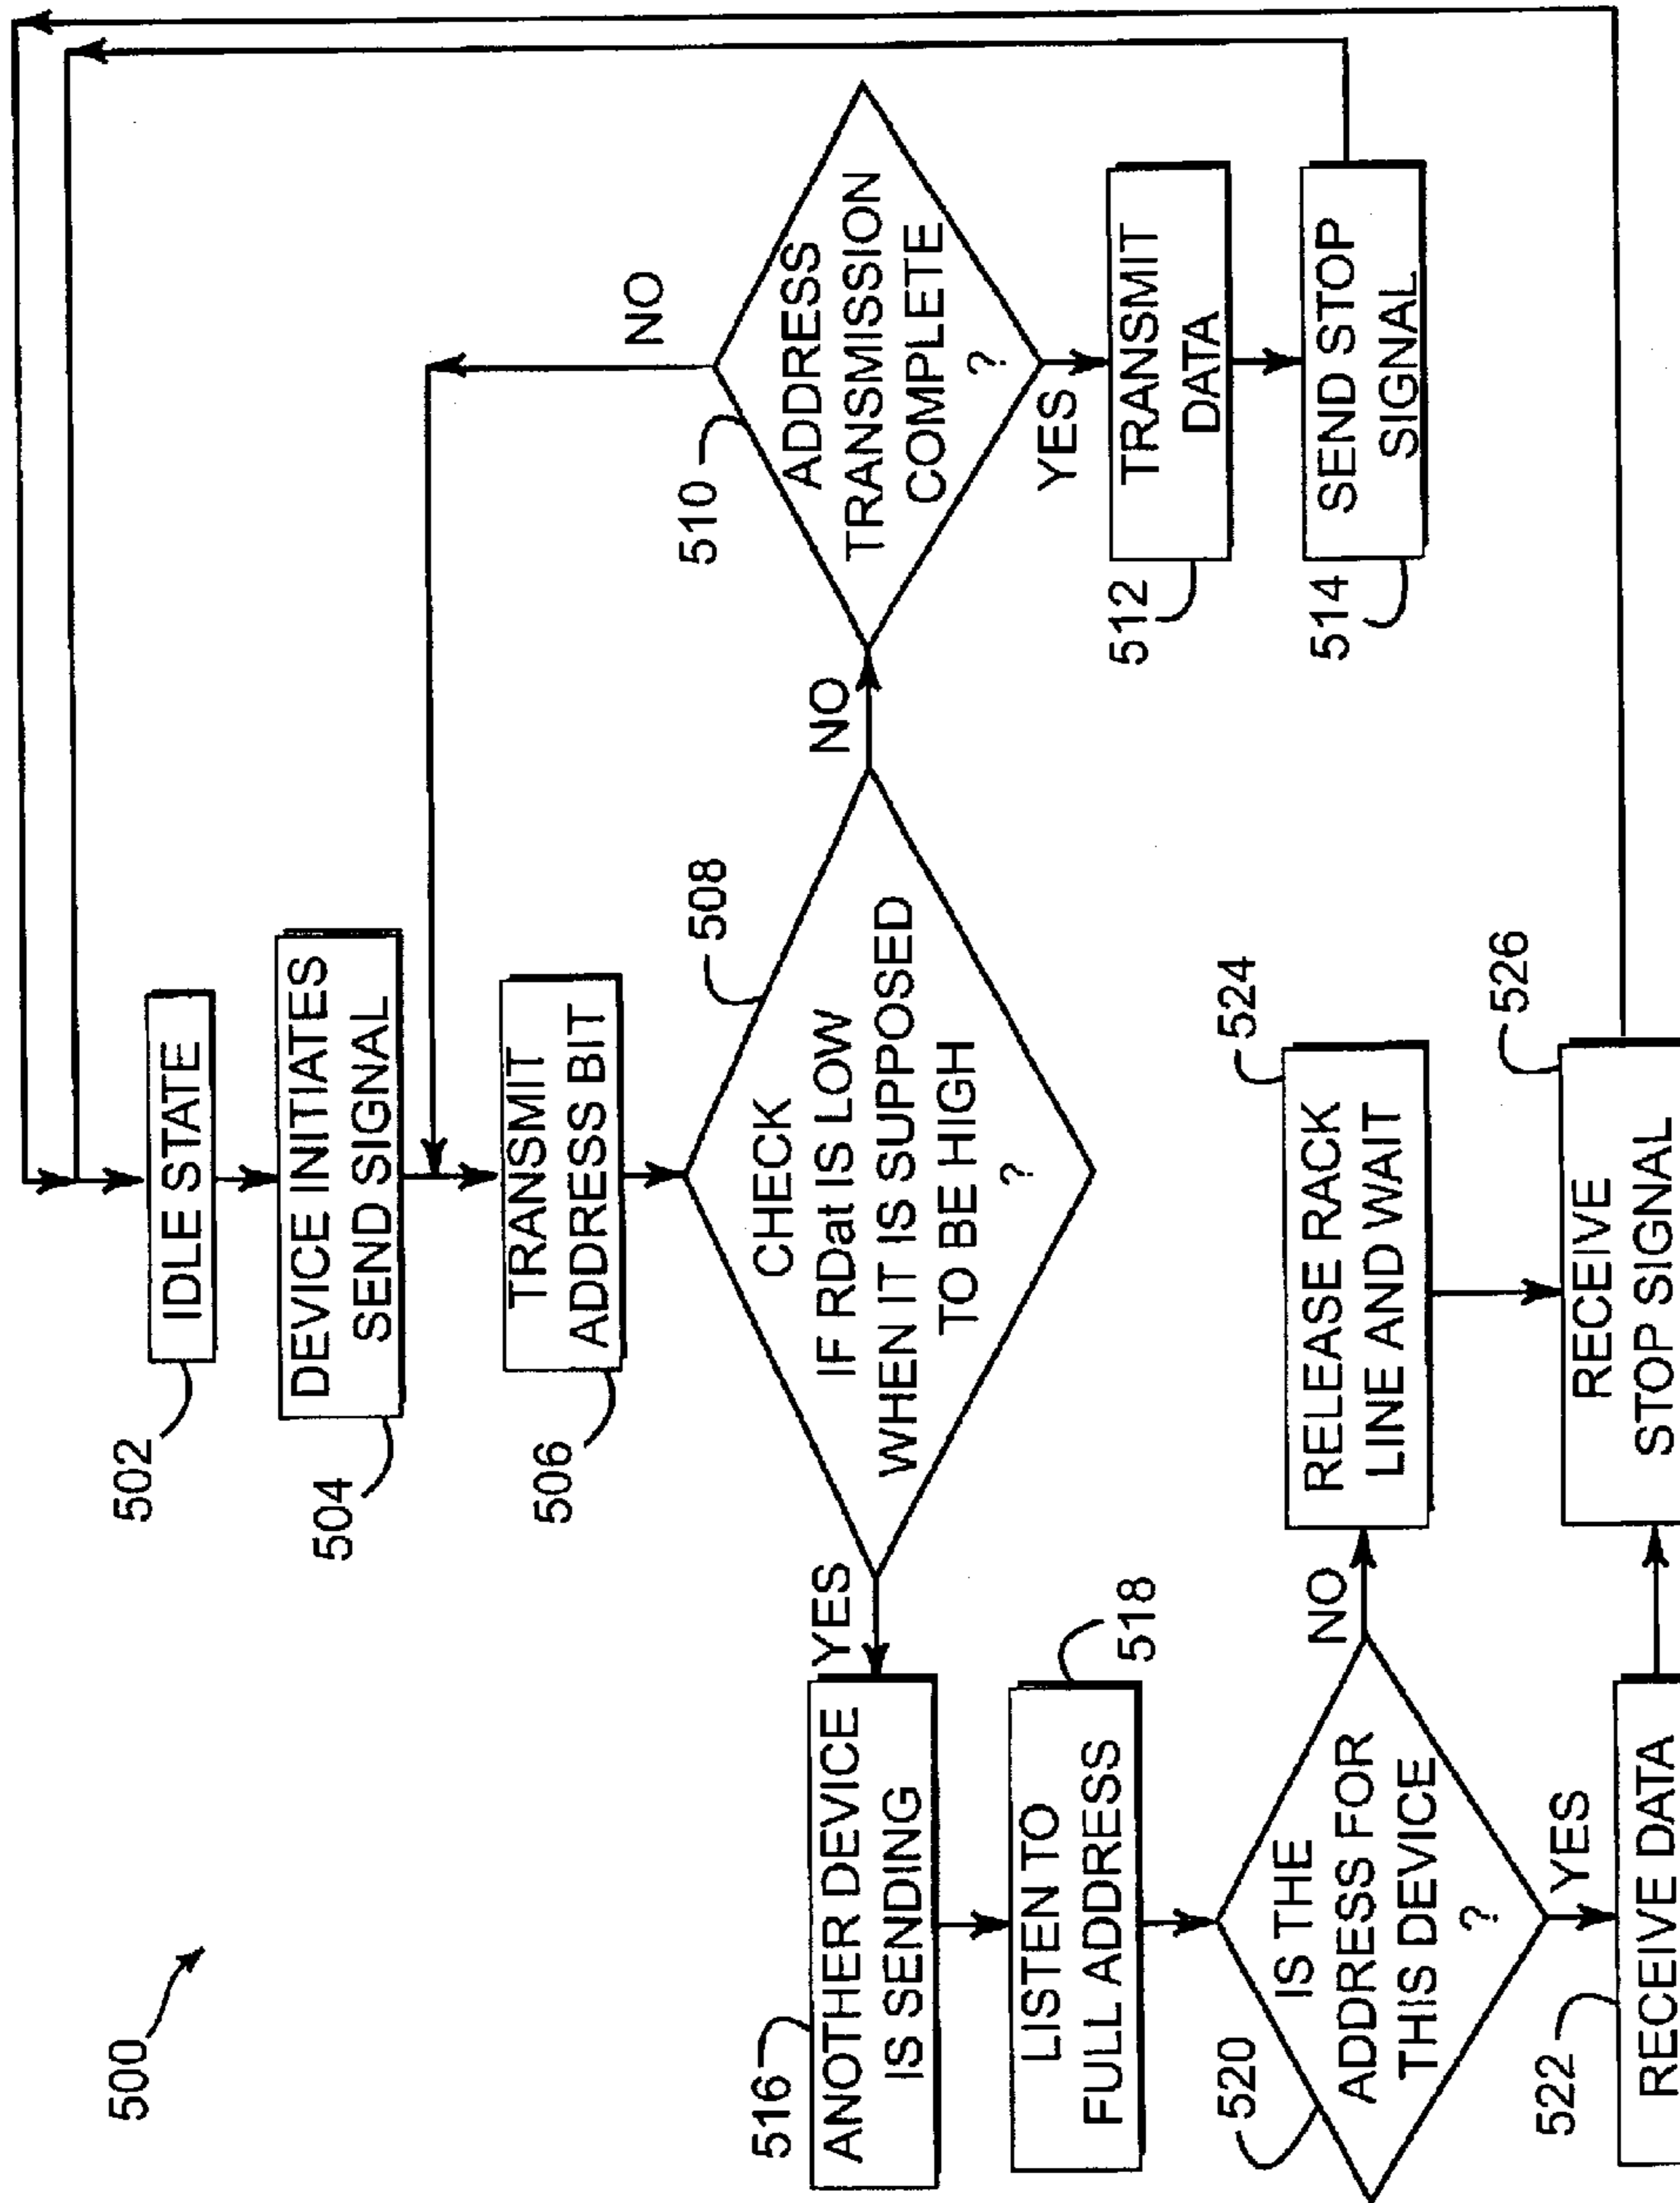 500
502
IDLE STATE
504
DEVICE INITIATES
SEND SIGNAL
506
TRANSMIT
ADDRESS BIT
508
CHECK
IF RDat IS LOW
WHEN IT IS SUPPOSED
TO BE HIGH
?
YES
NO
510
ADDRESS
TRANSMISSION
COMPLETE
?
NO
YES
512
TRANSMIT
DATA
514
SEND STOP
SIGNAL
516
ANOTHER DEVICE
IS SENDING
518
LISTEN TO
FULL ADDRESS
520
IS THE
ADDRESS FOR
THIS DEVICE
?
NO
YES
524
RELEASE RACK
LINE AND WAIT
522
RECEIVE DATA
526
RECEIVE
STOP SIGNAL